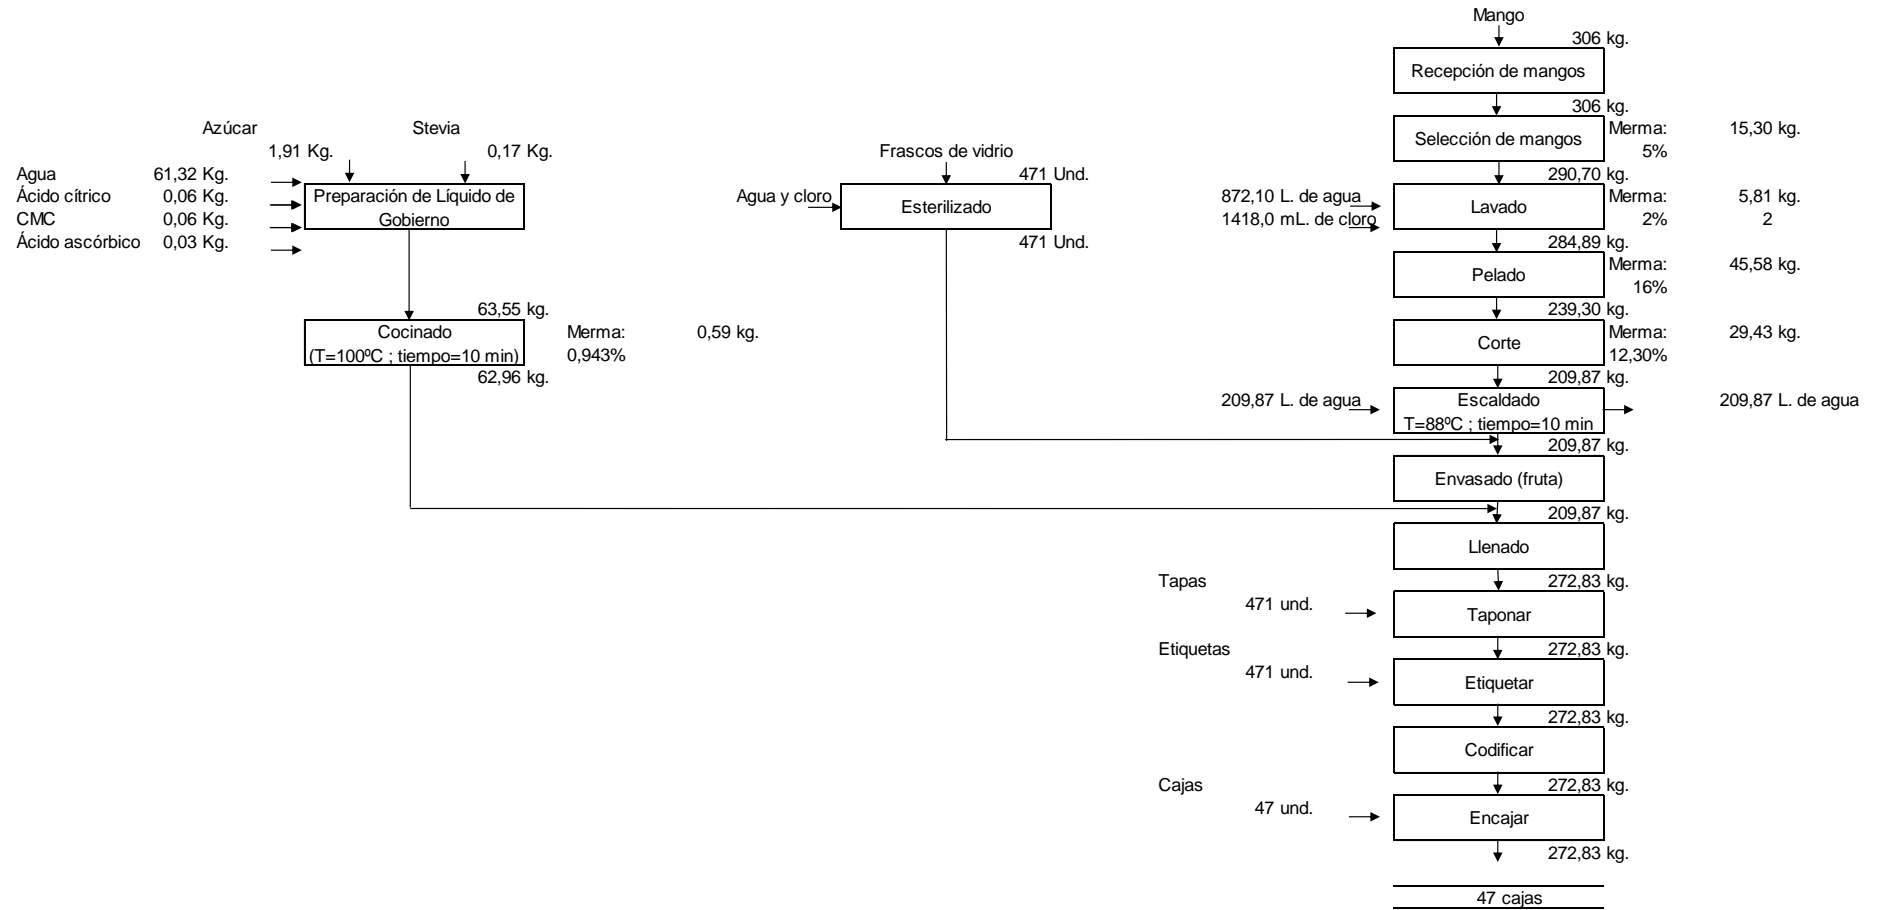 Mango
306 kg.
Recepción de mangos
306 kg.
Azúcar Stevia
Selección de mangos
Merma: 15,30 kg.
5%
1,91 Kg. 0,17 Kg.
Frascos de vidrio
471 Und.
290,70 kg.
Agua 61,32 Kg.
Ácido cítrico 0,06 Kg.
CMC 0,06 Kg.
Ácido ascórbico 0,03 Kg.
Preparación de Líquido de
Gobierno
Agua y cloro
Esterilizado
471 Und.
872,10 L. de agua
1418,0 mL. de cloro
Lavado
Merma: 5,81 kg.
2% 2
284,89 kg.
Pelado
Merma: 45,58 kg.
16%
239,30 kg.
63,55 kg.
Cocinado
(T=100ºC ; tiempo=10 min)
Merma: 0,59 kg.
0,943%
62,96 kg.
Corte
Merma: 29,43 kg.
12,30%
209,87 kg.
209,87 L. de agua
Escaldado
T=88ºC ; tiempo=10 min
209,87 L. de agua
209,87 kg.
Envasado (fruta)
209,87 kg.
Llenado
272,83 kg.
Tapas
471 und.
Taponar
272,83 kg.
Etiquetas
471 und.
Etiquetar
272,83 kg.
Codificar
272,83 kg.
Cajas
47 und.
Encajar
272,83 kg.
47 cajas